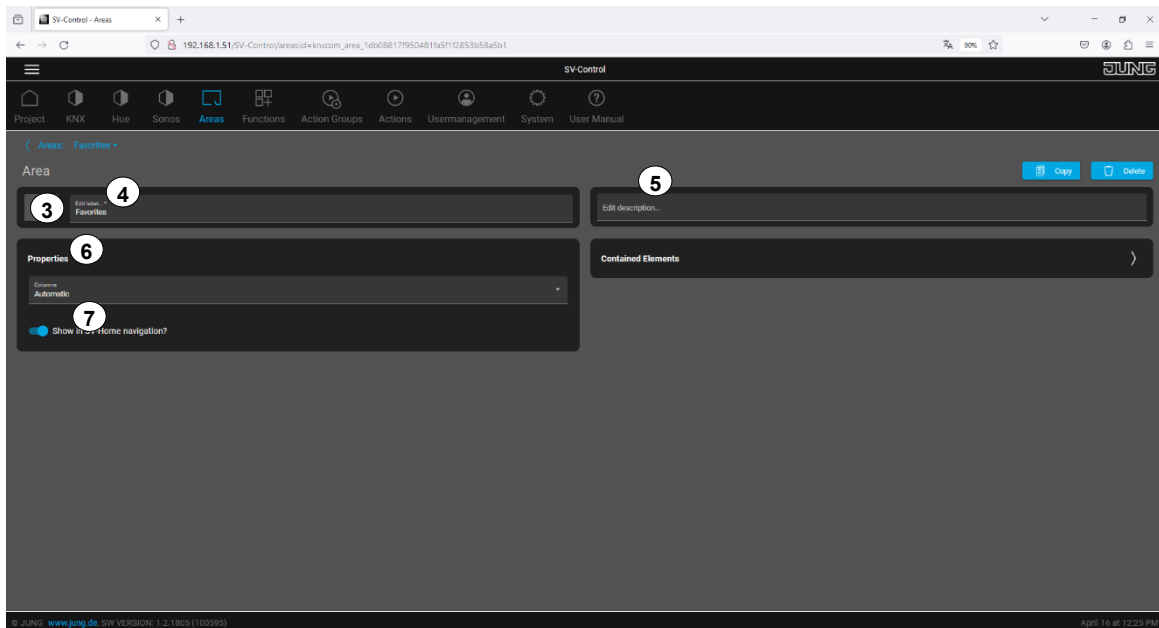 SV-Control - Areas
192.168.1.51/SV-Control/areas;id=knxcom_area_1db08817f950481fa5f1f2853b58a5b1
90%
SV-Control
JUNG
Project KNX Hue Sonos Areas Functions Action Groups Actions Usermanagement System User Manual
Areas: Favorites
Area
Copy Delete
3
4
Edit label... *
Favorites
5
Edit description...
Properties
6
Contained Elements
Columns
Automatic
7
Show in Home navigation?
© JUNG www.jung.de, SW VERSION: 1.2.1805 (100595)
April 16 at 12:25 PM